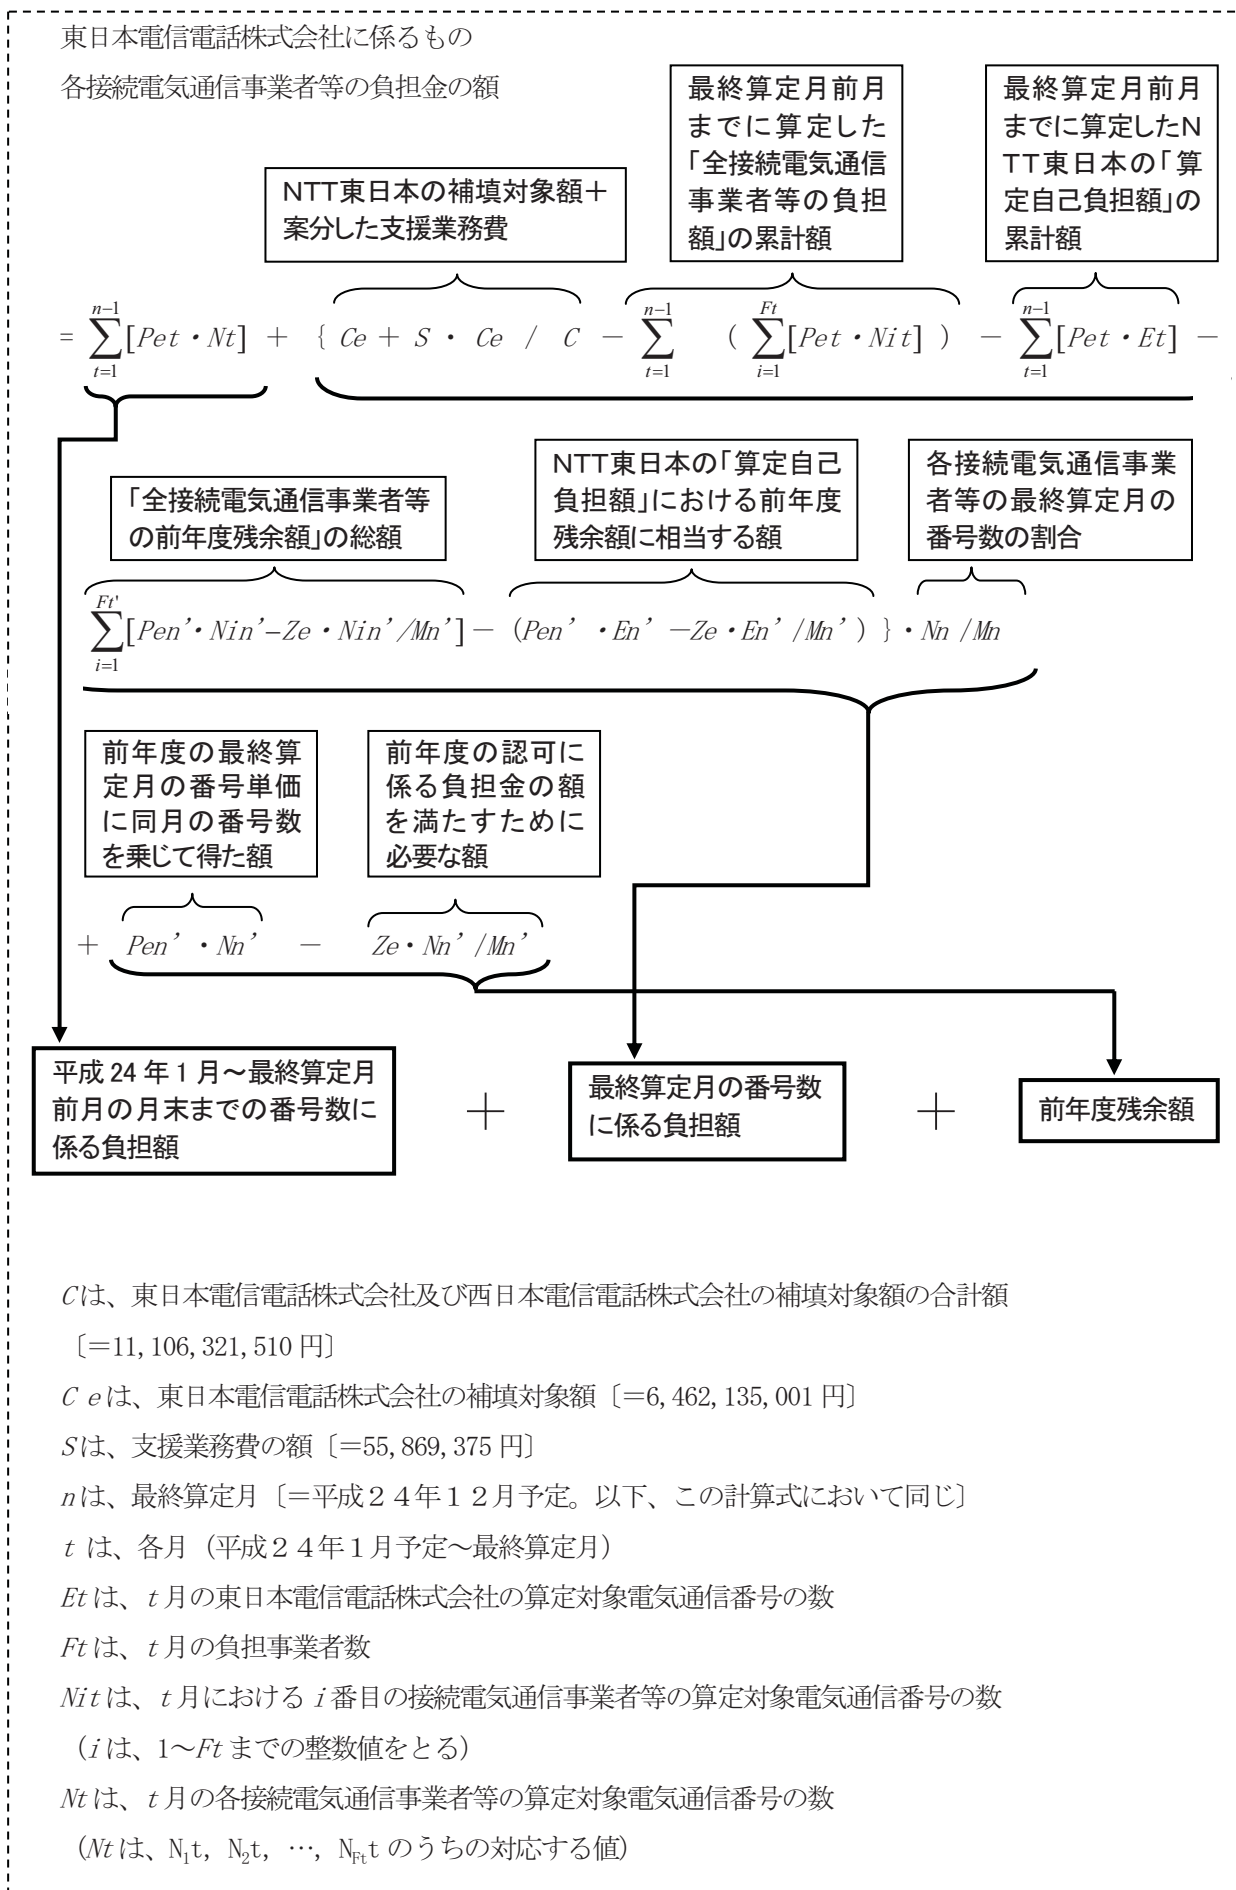 東日本電信電話株式会社に係るもの
各接続電気通信事業者等の負担金の額
NTT東日本の補填対象額＋
案分した支援業務費
最終算定月前月
までに算定した
「全接続電気通信
事業者等の負担
額」の累計額
最終算定月前月
までに算定したN
TT東日本の「算
定自己負担額」の
累計額
= \sum_{t=1}^{n-1}[Pet・Nt] + { Ce + S ・ Ce / C − \sum_{t=1}^{n-1} ( \sum_{i=1}^{Ft}[Pet・Nit] ) − \sum_{t=1}^{n-1}[Pet・Et] −
「全接続電気通信事業者等
の前年度残余額」の総額
NTT東日本の「算定自己
負担額」における前年度
残余額に相当する額
各接続電気通信事業
者等の最終算定月の
番号数の割合
\sum_{i=1}^{Ft'}[Pen'・Nin'−Ze・Nin'/Mn']− (Pen'・En'−Ze・En'/Mn') }・Nn/Mn
前年度の最終算
定月の番号単価
に同月の番号数
を乗じて得た額
前年度の認可に
係る負担金の額
を満たすために
必要な額
+ Pen'・Nn' − Ze・Nn'/Mn'
平成 24 年 1 月～最終算定月
前月の月末までの番号数に
係る負担額
＋
最終算定月の番号数
に係る負担額
＋
前年度残余額
Cは、東日本電信電話株式会社及び西日本電信電話株式会社の補填対象額の合計額
〔＝11,106,321,510 円〕
C eは、東日本電信電話株式会社の補填対象額〔＝6,462,135,001 円〕
Sは、支援業務費の額〔＝55,869,375 円〕
nは、最終算定月〔＝平成２４年１２月予定。以下、この計算式において同じ〕
t は、各月（平成２４年１月予定～最終算定月）
Etは、t月の東日本電信電話株式会社の算定対象電気通信番号の数
Ftは、t月の負担事業者数
Nitは、t月における i番目の接続電気通信事業者等の算定対象電気通信番号の数
（iは、1～Ftまでの整数値をとる）
Ntは、t月の各接続電気通信事業者等の算定対象電気通信番号の数
（Ntは、N₁t, N₂t, …, N_{Ft}t のうちの対応する値）